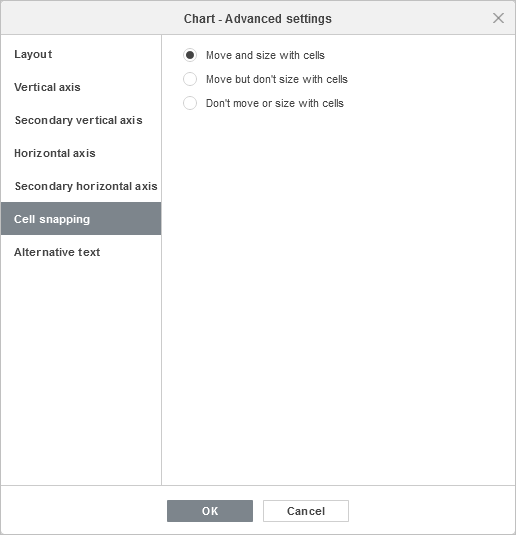 Chart - Advanced settings
Layout
Vertical axis
Secondary vertical axis
Horizontal axis
Secondary horizontal axis
Cell snapping
Alternative text
Move and size with cells
Move but don't size with cells
Don't move or size with cells
OK
Cancel